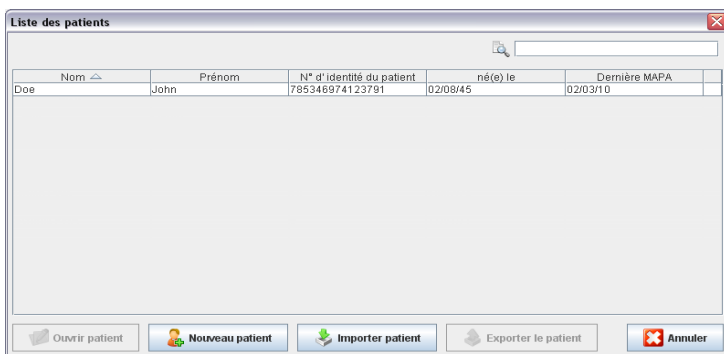 Liste des patients
Nom Prénom N° d'identité du patient né(e) le Dernière MAPA
Doe John 785346974123791 02/08/45 02/03/10
Ouvrir patient Nouveau patient Importer patient Exporter le patient Annuler